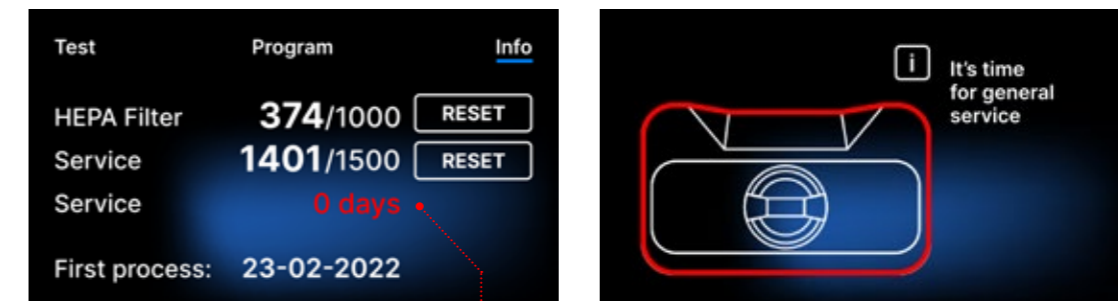 Test Program Info
HEPA Filter 374/1000 RESET
Service 1401/1500 RESET
Service 0 days
First process: 23-02-2022
i
It's time
for general
service